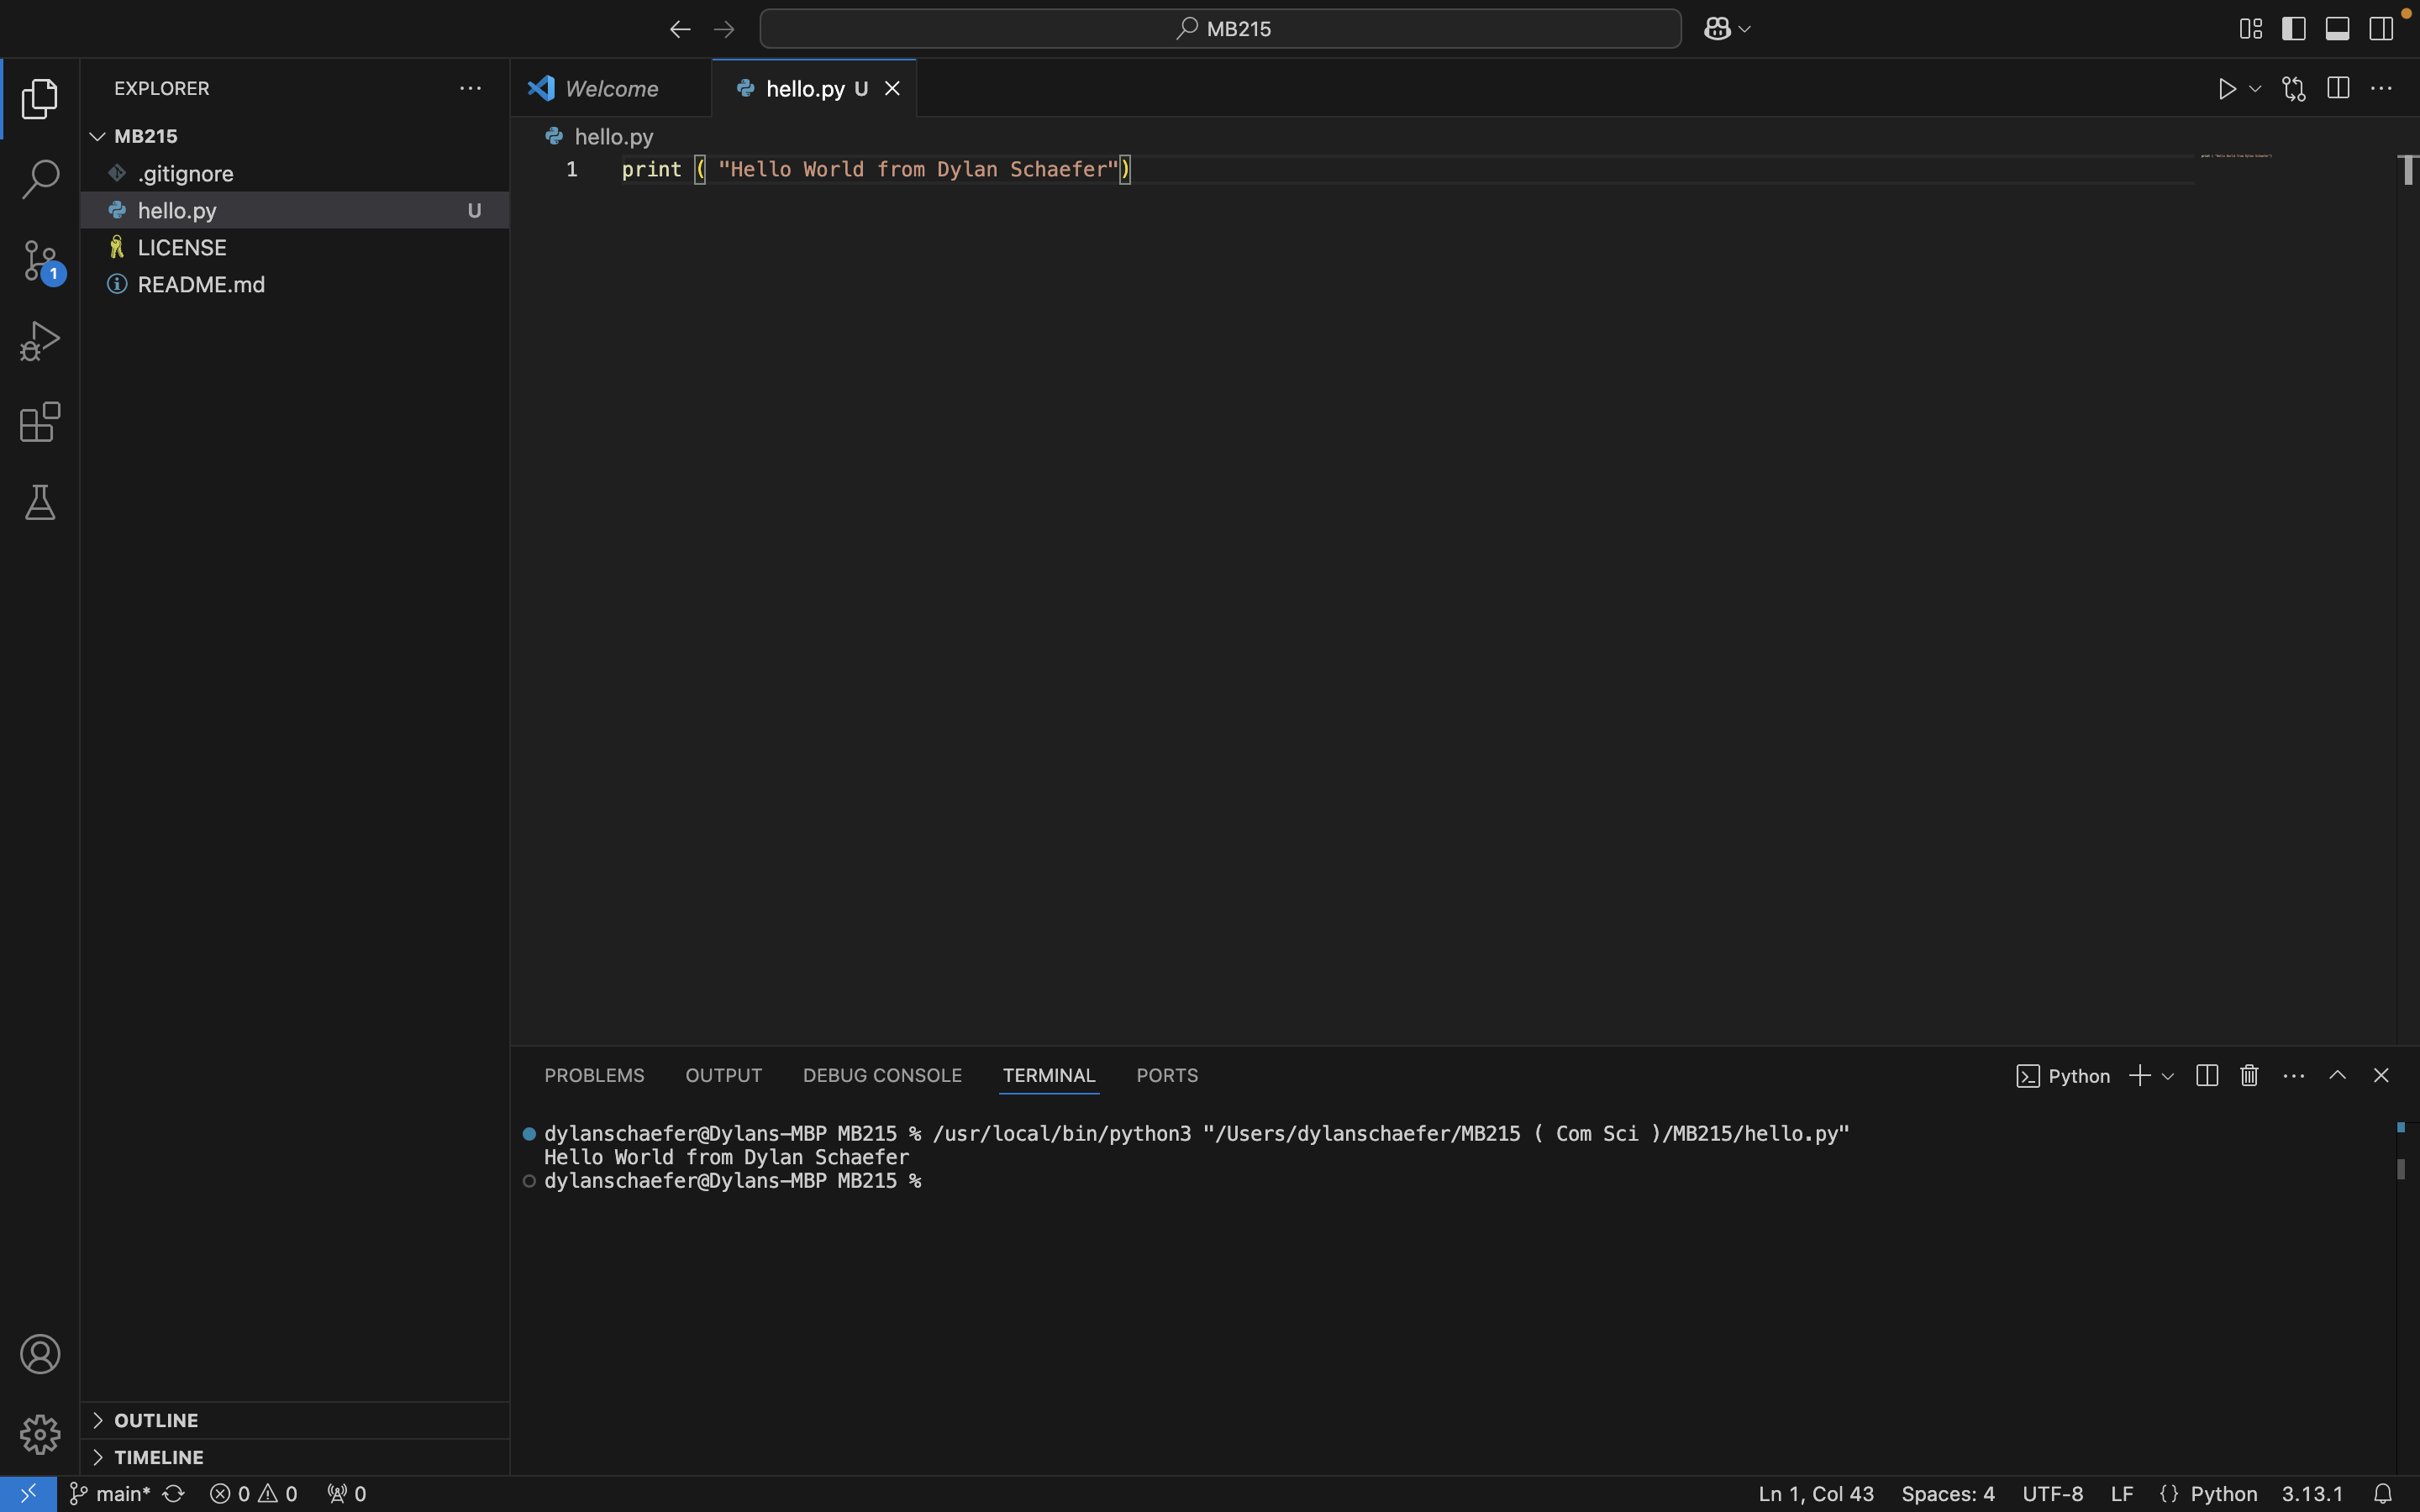 MB215
EXPLORER
MB215
.gitignore
hello.py U
LICENSE
README.md
1
OUTLINE
TIMELINE
Welcome
hello.py U
hello.py
1 print ( "Hello World from Dylan Schaefer")
PROBLEMS OUTPUT DEBUG CONSOLE TERMINAL PORTS
Python
dylanschaefer@Dylans-MBP MB215 % /usr/local/bin/python3 "/Users/dylanschaefer/MB215 ( Com Sci )/MB215/hello.py"
Hello World from Dylan Schaefer
dylanschaefer@Dylans-MBP MB215 %
main* 0 0 0 Ln 1, Col 43 Spaces: 4 UTF-8 LF {} Python 3.13.1